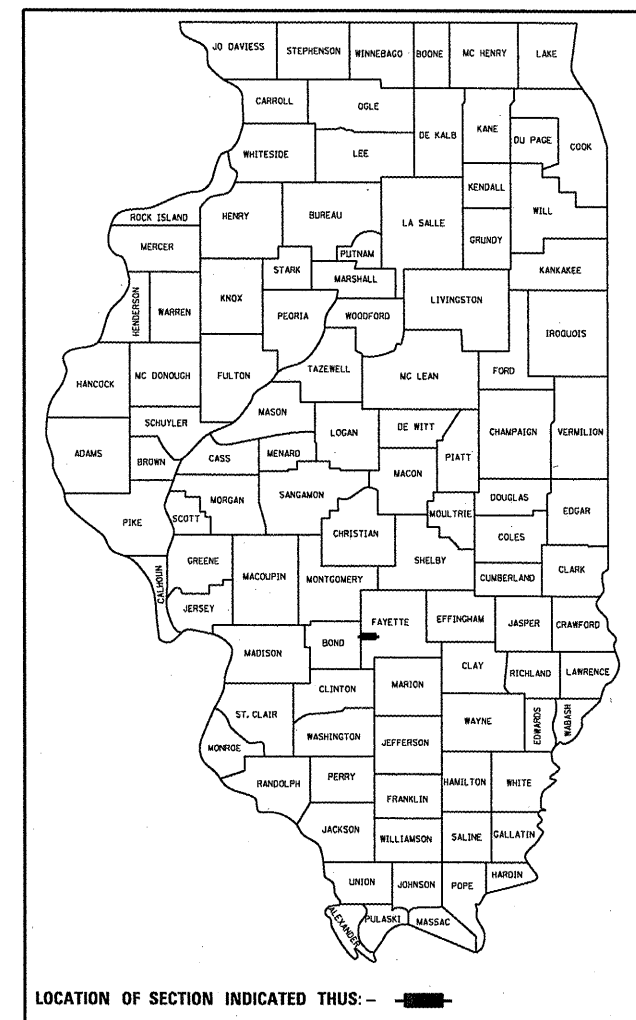 JO DAVIESS STEPHENSON WINNEBAGO BOONE MC HENRY LAKE
CARROLL OGLE
DE KALB KANE DU PAGE COOK
WHITESIDE LEE
KENDALL
ROCK ISLAND HENRY BUREAU LA SALLE WILL
MERCER PUTNAM GRUNDY
STARK MARSHALL KANKAKEE
HENDERSON WARREN KNOX LIVINGSTON
PEORIA WOODFORD IROQUOIS
HANCOCK MC DONOUGH FULTON TAZEWELL MC LEAN FORD
MASON
SCHUYLER LOGAN DE WITT CHAMPAIGN VERMILION
ADAMS BROWN CASS MENARD PIATT
MACON
MORGAN SANGAMON DOUGLAS
PIKE SCOTT MOULTRIE EDGAR
CHRISTIAN COLES
GREENE SHELBY
CALHOUN MACOUPIN MONTGOMERY CUMBERLAND CLARK
JERSEY
FAYETTE EFFINGHAM JASPER CRAWFORD
MADISON BOND
CLAY RICHLAND LAWRENCE
CLINTON MARION
ST. CLAIR WAYNE EDWARDS WABASH
WASHINGTON JEFFERSON
MONROE
RANDOLPH PERRY HAMILTON WHITE
FRANKLIN
JACKSON WILLIAMSON SALINE GALLATIN
UNION JOHNSON POPE HARDIN
ALEXANDER PULASKI MASSAC
LOCATION OF SECTION INDICATED THUS: -